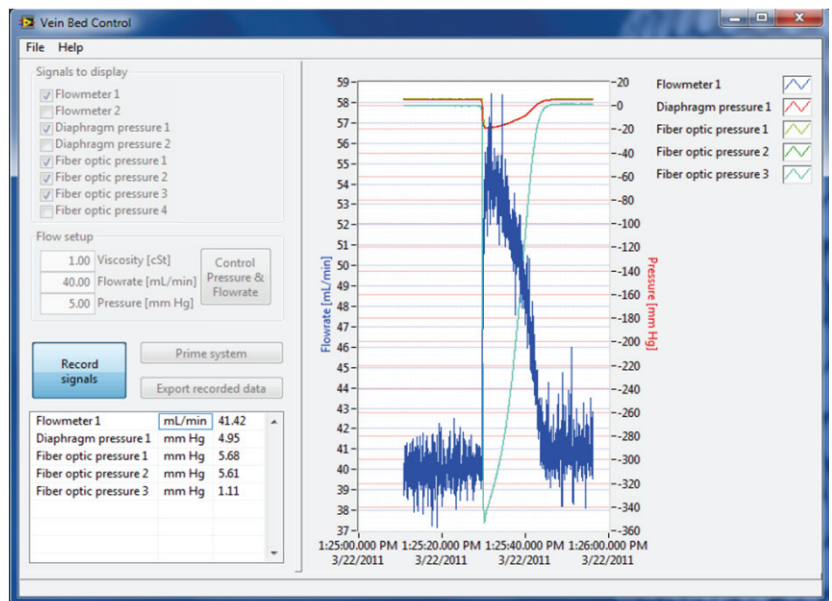 Vein Bed Control
File Help
Signals to display
Flowmeter 1
Flowmeter 2
Diaphragm pressure 1
Diaphragm pressure 2
Fiber optic pressure 1
Fiber optic pressure 2
Fiber optic pressure 3
Fiber optic pressure 4
Flow setup
1.00 Viscosity [cSt]
40.00 Flowrate [mL/min]
5.00 Pressure [mm Hg]
Control
Pressure &
Flowrate
Record
signals
Prime system
Export recorded data
Flowmeter 1 mL/min 41.42
Diaphragm pressure 1 mm Hg 4.95
Fiber optic pressure 1 mm Hg 5.68
Fiber optic pressure 2 mm Hg 5.61
Fiber optic pressure 3 mm Hg 1.11
Flowrate [mL/min]
59
58
57
56
55
54
53
52
51
50
49
48
47
46
45
44
43
42
41
40
39
38
37
20
0
-20
-40
-60
-80
-100
-120
-140
-160
-180
-200
-220
-240
-260
-280
-300
-320
-340
-360
Pressure [mm Hg]
1:25:00.000 PM 1:25:20.000 PM 1:25:40.000 PM 1:26:00.000 PM
3/22/2011 3/22/2011 3/22/2011 3/22/2011
Flowmeter 1
Diaphragm pressure 1
Fiber optic pressure 1
Fiber optic pressure 2
Fiber optic pressure 3